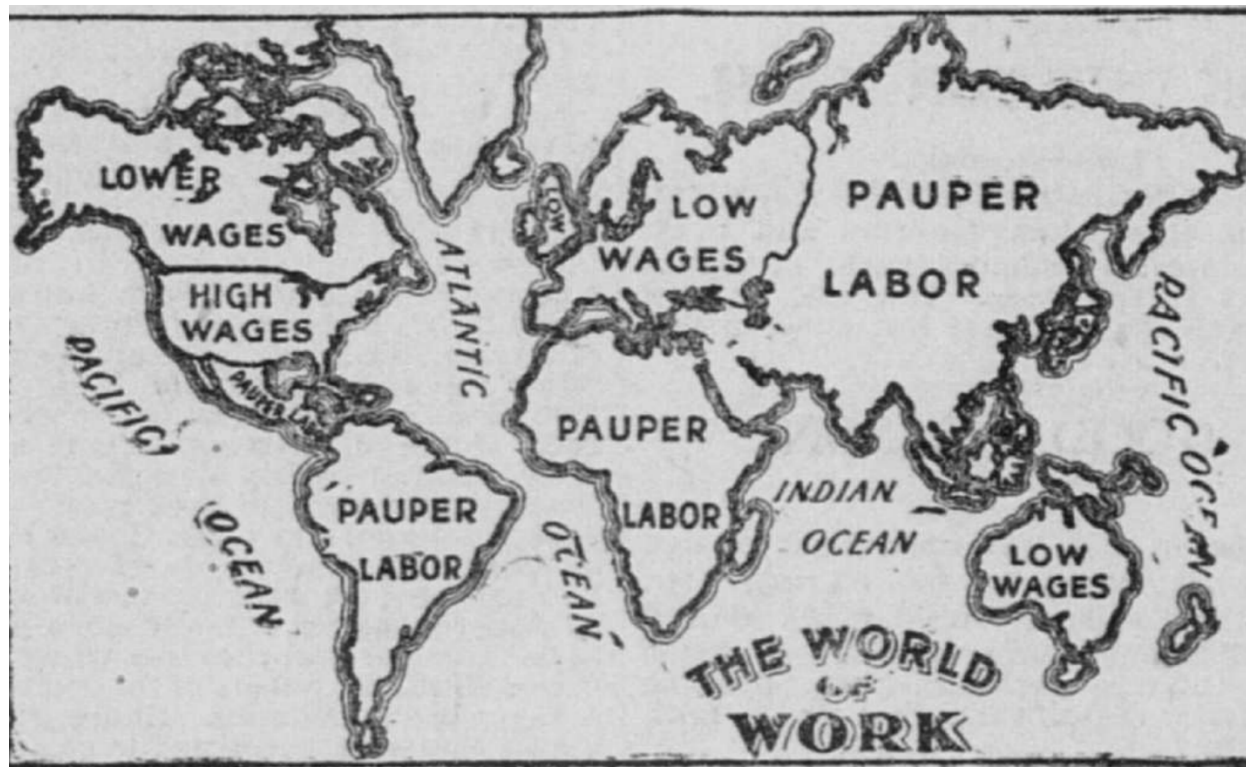 LOWER
WAGES
HIGH
WAGES
PAUPER LABOR
PACIFIC
OCEAN
PAUPER
LABOR
ATLANTIC
OCEAN
LOW
LOW
WAGES
PAUPER
LABOR
PAUPER
LABOR
INDIAN
OCEAN
LOW
WAGES
PACIFIC OCEAN
THE WORLD
OF
WORK